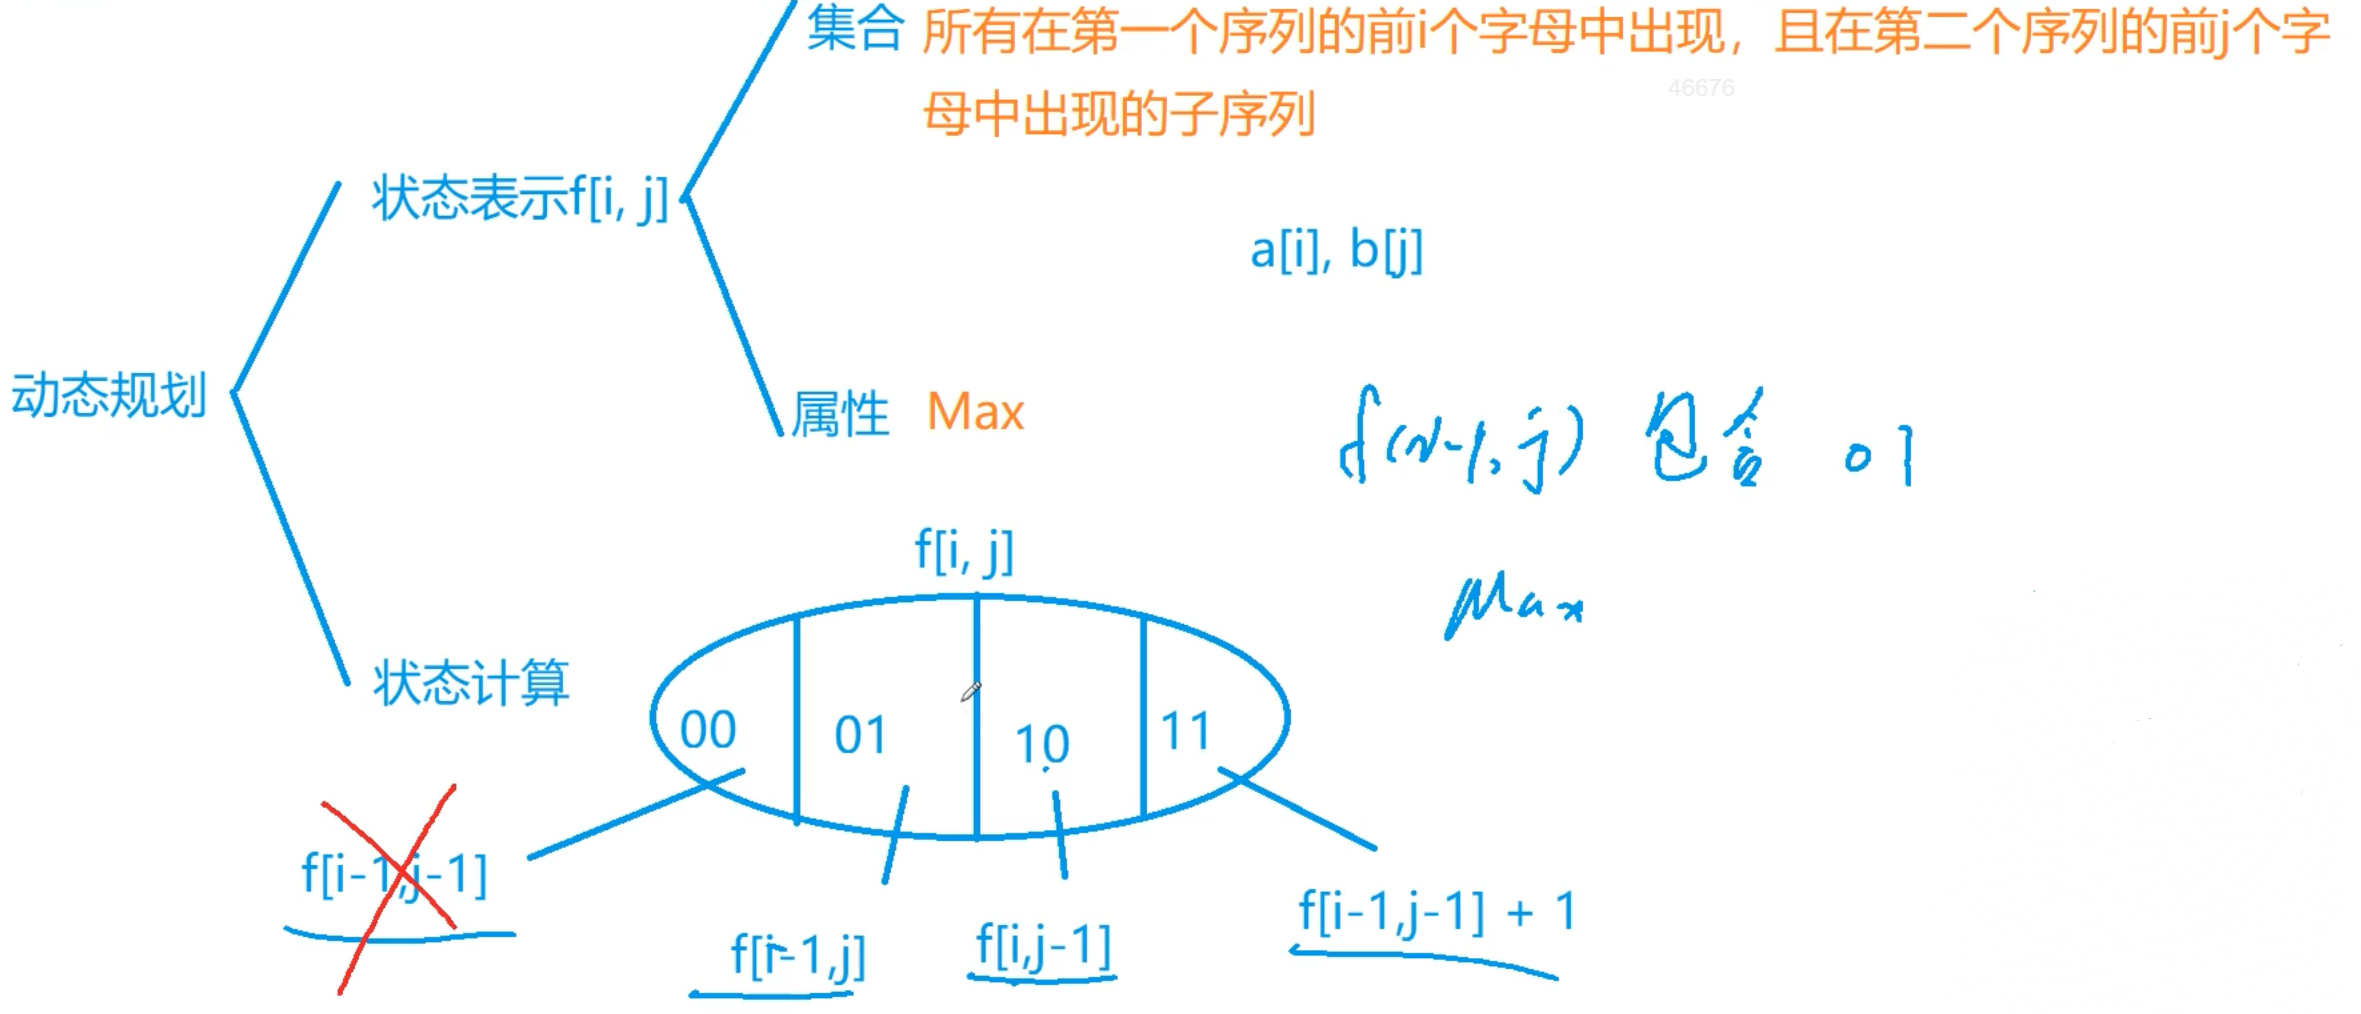 集合 所有在第一个序列的前i个字母中出现，且在第二个序列的前j个字
46676
母中出现的子序列
状态表示f[i, j]
a[i], b[j]
动态规划
属性 Max
f(i-1, j) 包含 01
f[i, j]
Max
状态计算
00 01 10 11
f[i-1,j-1]
f[i-1,j]
f[i,j-1]
f[i-1,j-1] + 1